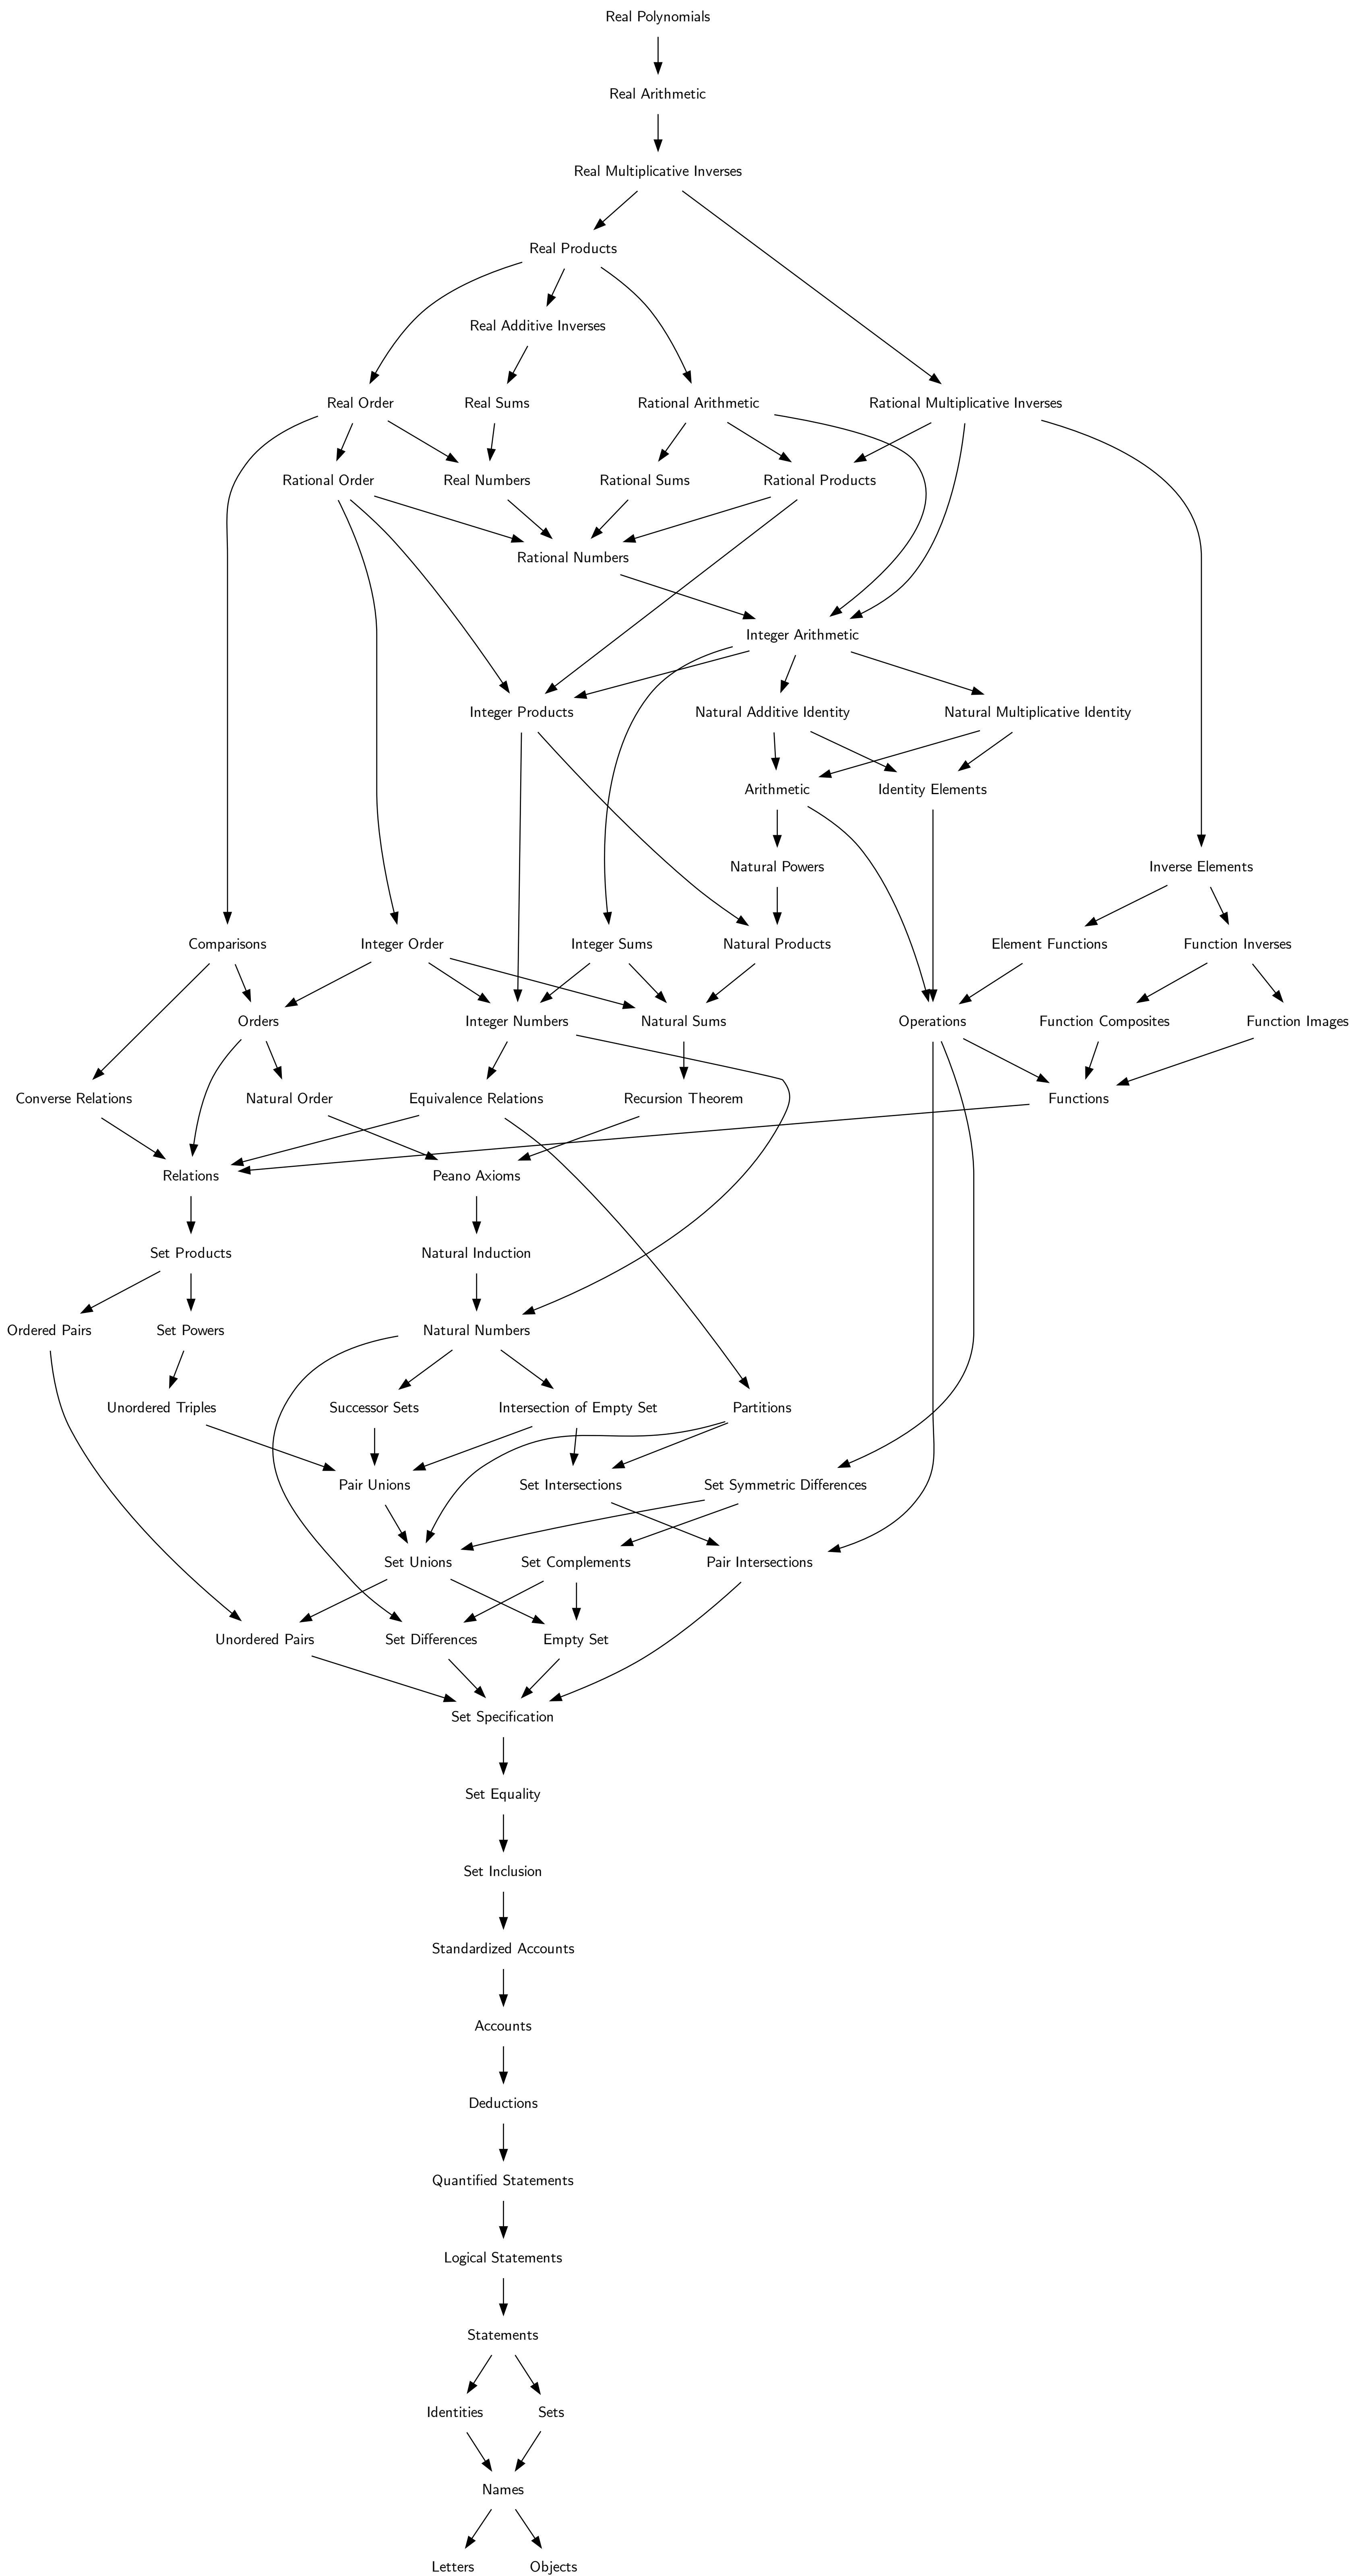 Real Polynomials
Real Arithmetic
Real Multiplicative Inverses
Real Products
Real Additive Inverses
Real Order
Real Sums
Rational Arithmetic
Rational Multiplicative Inverses
Rational Order
Real Numbers
Rational Sums
Rational Products
Rational Numbers
Integer Arithmetic
Integer Products
Natural Additive Identity
Natural Multiplicative Identity
Arithmetic
Identity Elements
Natural Powers
Inverse Elements
Comparisons
Integer Order
Integer Sums
Natural Products
Element Functions
Function Inverses
Orders
Integer Numbers
Natural Sums
Operations
Function Composites
Function Images
Converse Relations
Natural Order
Equivalence Relations
Recursion Theorem
Functions
Relations
Peano Axioms
Set Products
Natural Induction
Ordered Pairs
Set Powers
Natural Numbers
Unordered Triples
Successor Sets
Intersection of Empty Set
Partitions
Pair Unions
Set Intersections
Set Symmetric Differences
Set Unions
Set Complements
Pair Intersections
Unordered Pairs
Set Differences
Empty Set
Set Specification
Set Equality
Set Inclusion
Standardized Accounts
Accounts
Deductions
Quantified Statements
Logical Statements
Statements
Identities
Sets
Names
Letters
Objects